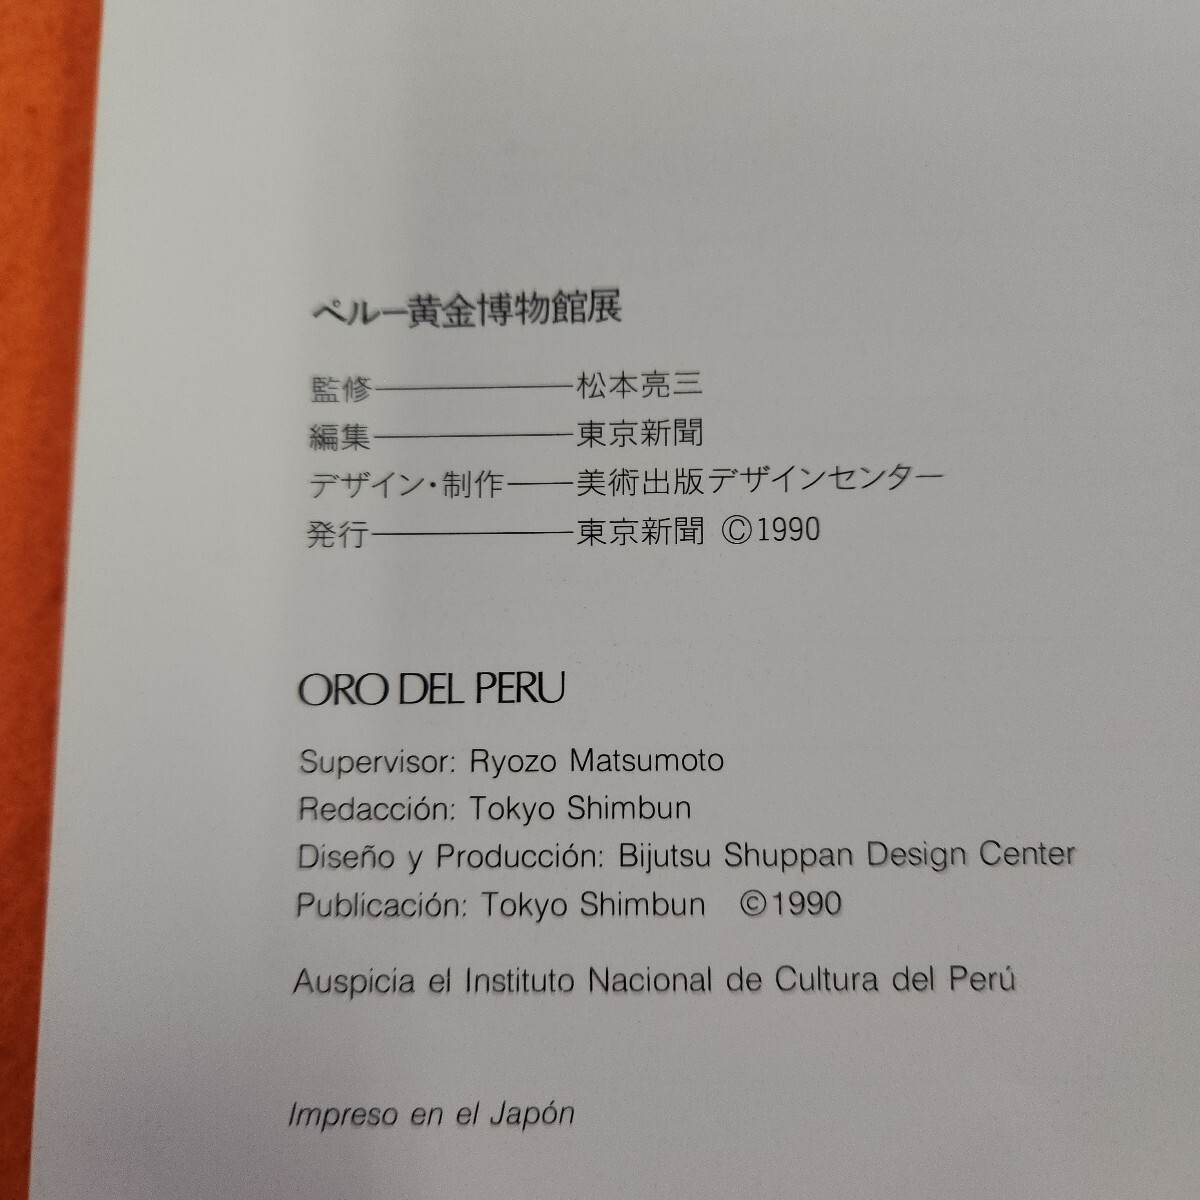 ペルー黄金博物館展
監修────松本亮三
編集────東京新聞
デザイン・制作──美術出版デザインセンター
発行────東京新聞 ©1990
ORO DEL PERU
Supervisor: Ryozo Matsumoto
Redacción: Tokyo Shimbun
Diseño y Producción: Bijutsu Shuppan Design Center
Publicación: Tokyo Shimbun ©1990
Auspicia el Instituto Nacional de Cultura del Perú
Impreso en el Japón